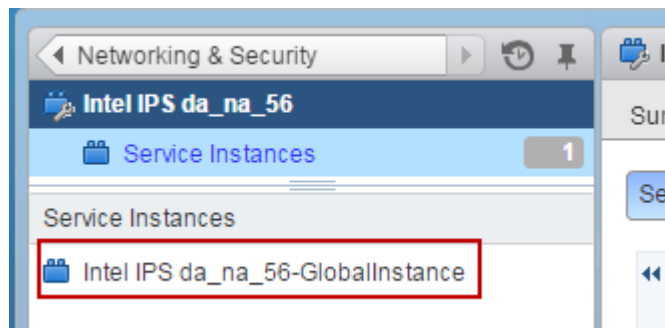 Networking & Security
Intel IPS da_na_56
Service Instances 1
Service Instances
Intel IPS da_na_56-GlobalInstance